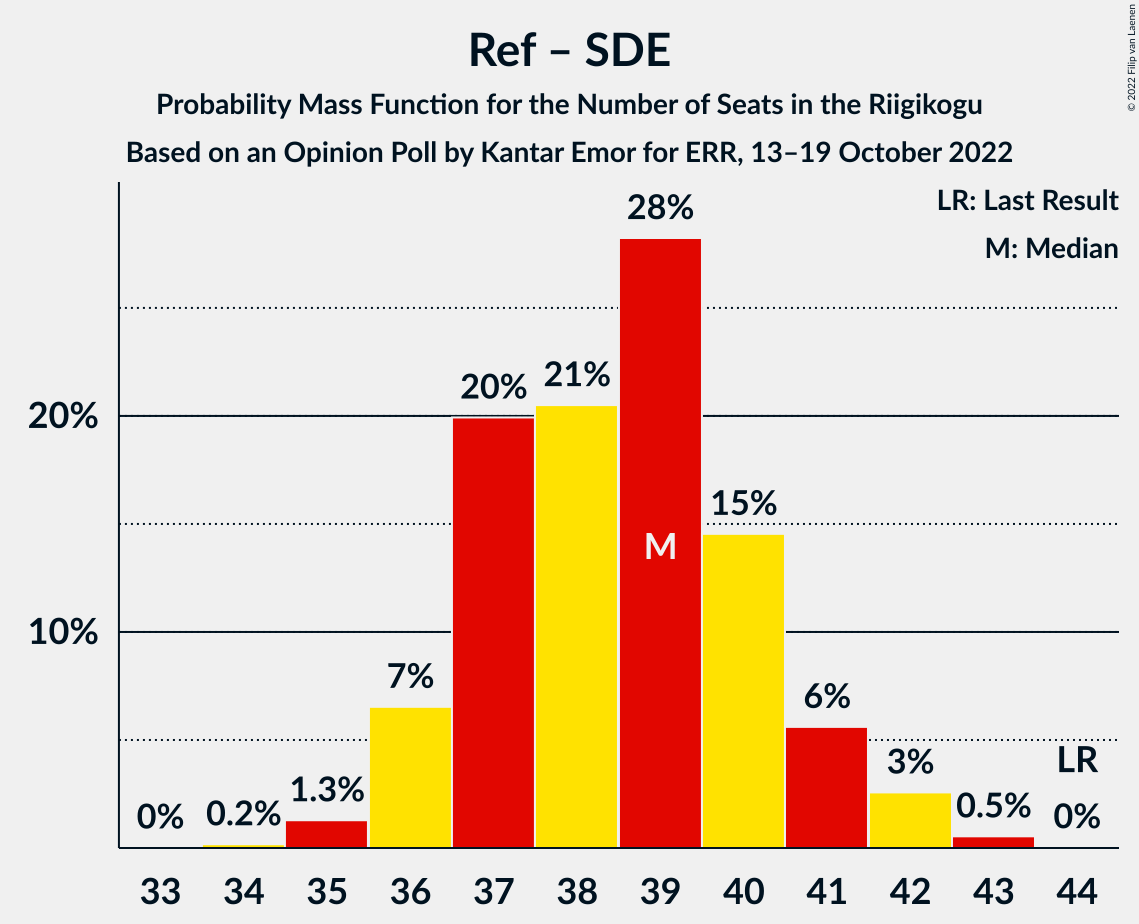 Ref – SDE
Probability Mass Function for the Number of Seats in the Riigikogu
Based on an Opinion Poll by Kantar Emor for ERR, 13–19 October 2022
© 2022 Filip van Laenen
LR: Last Result
M: Median
28%
20%
21%
20%
15%
M
10%
7%
6%
3%
LR
1.3%
0%
0.2%
0.5%
0%
33 34 35 36 37 38 39 40 41 42 43 44